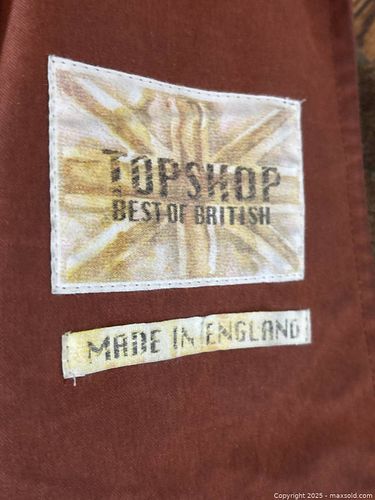 TOPSHOP
BEST OF BRITISH
MADE IN ENGLAND
Copyright 2025 - maxsold.com